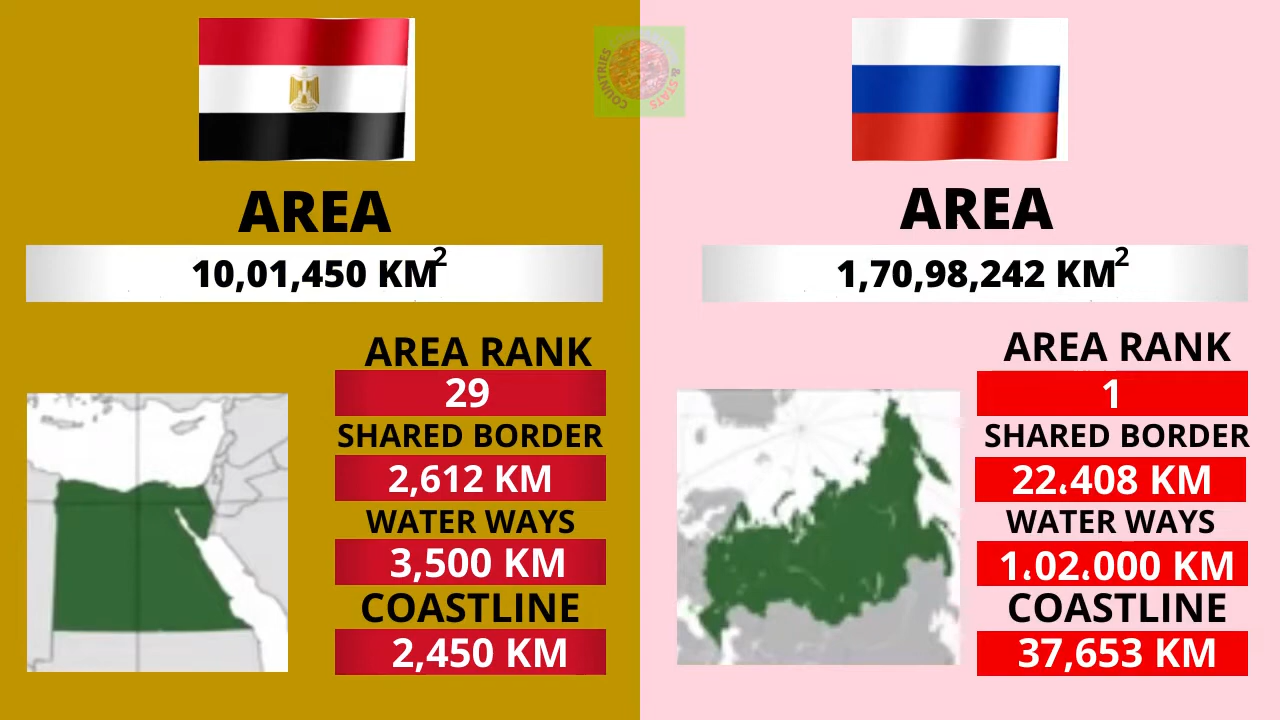 COUNTRIES & STATS
AREA
10,01,450 KM²
AREA RANK
29
SHARED BORDER
2,612 KM
WATER WAYS
3,500 KM
COASTLINE
2,450 KM
AREA
1,70,98,242 KM²
AREA RANK
1
SHARED BORDER
22,408 KM
WATER WAYS
1,02,000 KM
COASTLINE
37,653 KM